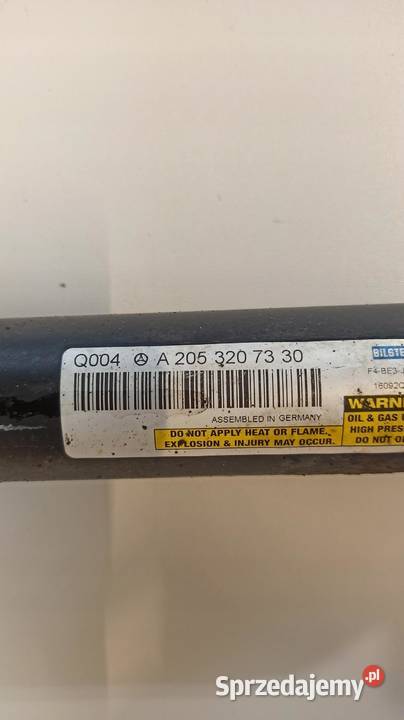 Q004 A 205 320 73 30
ASSEMBLED IN GERMANY
DO NOT APPLY HEAT OR FLAME.
EXPLOSION & INJURY MAY OCCUR.
BILSTE
F4-BE3-J
16092Q
WARN
OIL & GAS
HIGH PRES
DO NOT
Sprzedajemy.pl